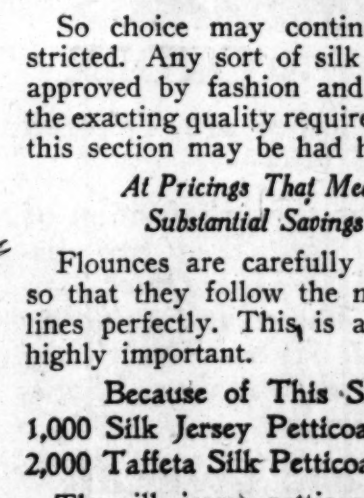 So choice may contin
stricted. Any sort of silk
approved by fashion and
the exacting quality require
this section may be had h
At Pricings That Me
Substantial Savings
Flounces are carefully
so that they follow the n
lines perfectly. This is a
highly important.
Because of This S
1,000 Silk Jersey Petticoa
2,000 Taffeta Silk Petticoa